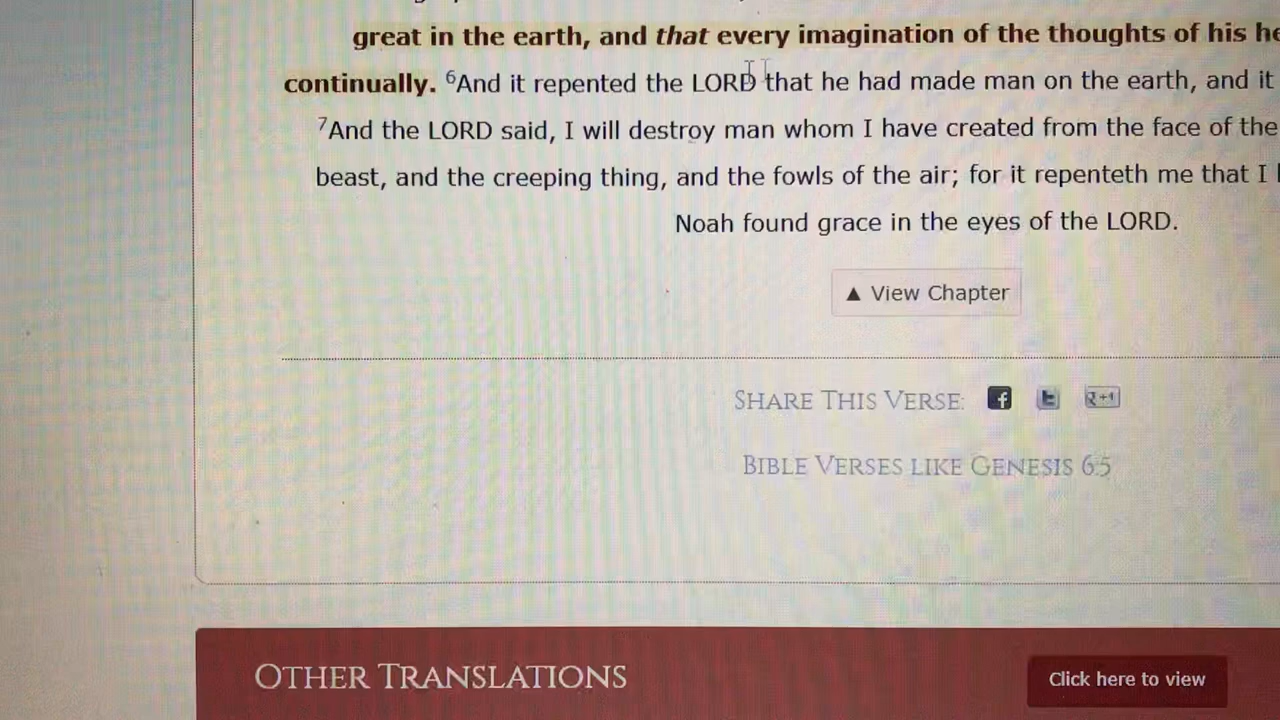 great in the earth, and that every imagination of the thoughts of his
continually. 6And it repented the LORD that he had made man on the earth, and it
7And the LORD said, I will destroy man whom I have created from the face of the
beast, and the creeping thing, and the fowls of the air; for it repenteth me that I
Noah found grace in the eyes of the LORD.
▲ View Chapter
SHARE THIS VERSE:
BIBLE VERSES LIKE GENESIS 6:5
OTHER TRANSLATIONS
Click here to view